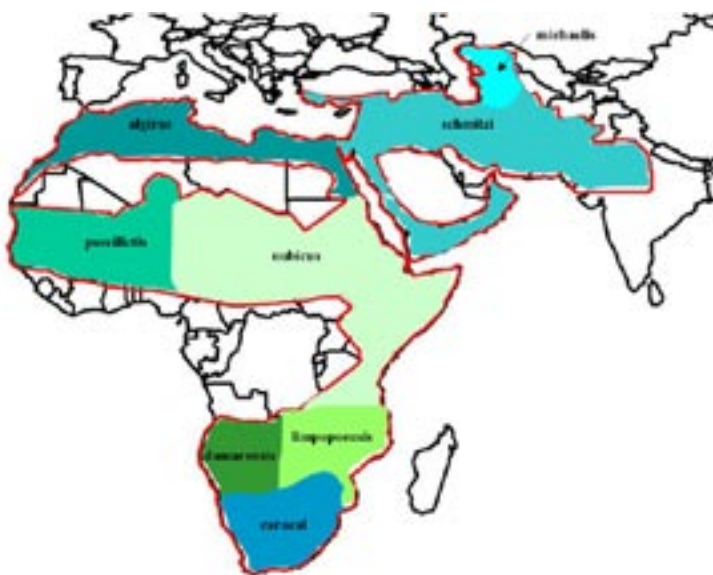 michaelis
algirus
schmitzi
poecilictis
nubicus
limpopoensis
damarensis
caracal